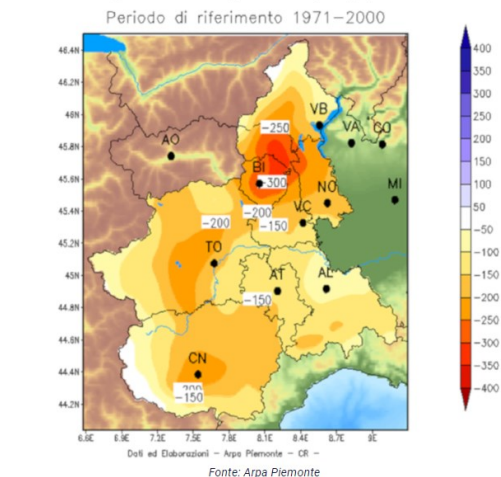 Periodo di riferimento 1971–2000
46.4N
46.2N
46N
45.8N
45.6N
45.4N
45.2N
45N
44.8N
44.6N
44.4N
44.2N
6.6E 6.9E 7.2E 7.5E 7.8E 8.1E 8.4E 8.7E 9E
VB
VA
CO
AO
BI
MI
NO
VC
TO
AT
AL
CN
−250
−300
−200
−200
−150
−150
−200
−150
400
350
300
250
200
150
100
50
−50
−100
−150
−200
−250
−300
−350
−400
Dati ed Elaborazioni − Arpa Piemonte − CR −
Fonte: Arpa Piemonte